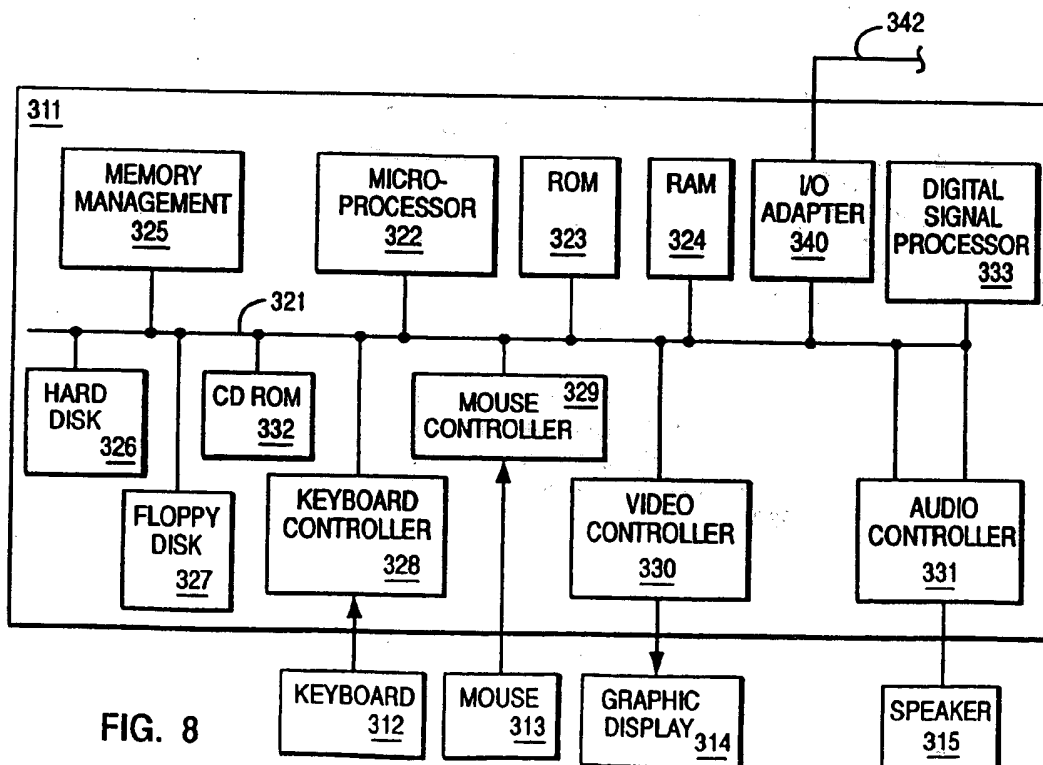 342
311
MEMORY
MANAGEMENT
325
MICRO-
PROCESSOR
322
ROM
323
RAM
324
I/O
ADAPTER
340
DIGITAL
SIGNAL
PROCESSOR
333
321
HARD
DISK
326
CD ROM
332
MOUSE
CONTROLLER
329
FLOPPY
DISK
327
KEYBOARD
CONTROLLER
328
VIDEO
CONTROLLER
330
AUDIO
CONTROLLER
331
KEYBOARD
312
MOUSE
313
GRAPHIC
DISPLAY
314
SPEAKER
315
FIG. 8